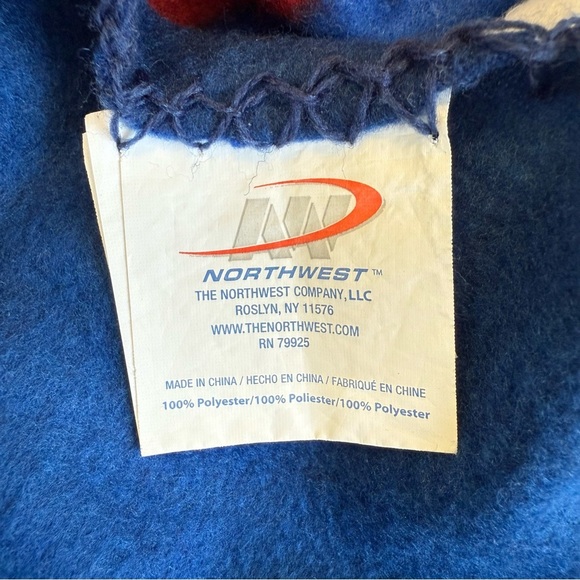 NW
NORTHWEST™
THE NORTHWEST COMPANY, LLC
ROSLYN, NY 11576
WWW.THENORTHWEST.COM
RN 79925
MADE IN CHINA / HECHO EN CHINA / FABRIQUÉ EN CHINE
100% Polyester/100% Poliester/100% Polyester